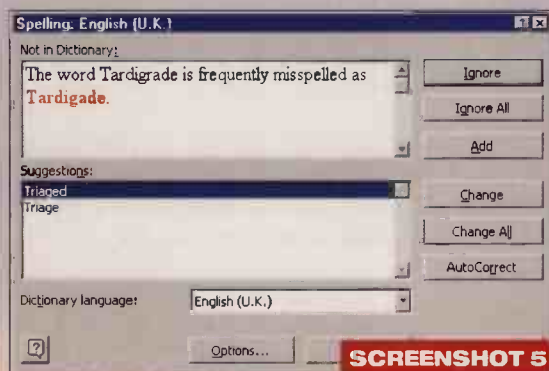 Spelling: English (U.K.)
Not in Dictionary:
The word Tardigrade is frequently misspelled as
Tardigade.
Ignore
Ignore All
Add
Suggestions:
Triaged
Triage
Change
Change All
AutoCorrect
Dictionary language:
English (U.K.)
Options...
SCREENSHOT 5